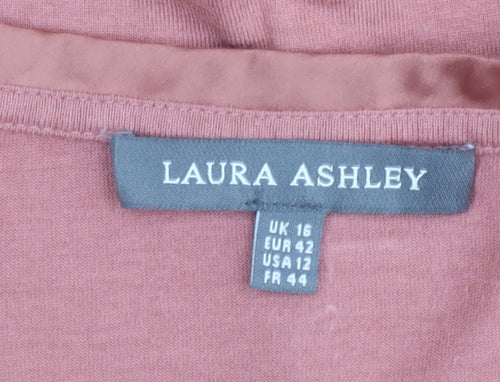 LAURA ASHLEY
UK 16
EUR 42
USA 12
FR 44